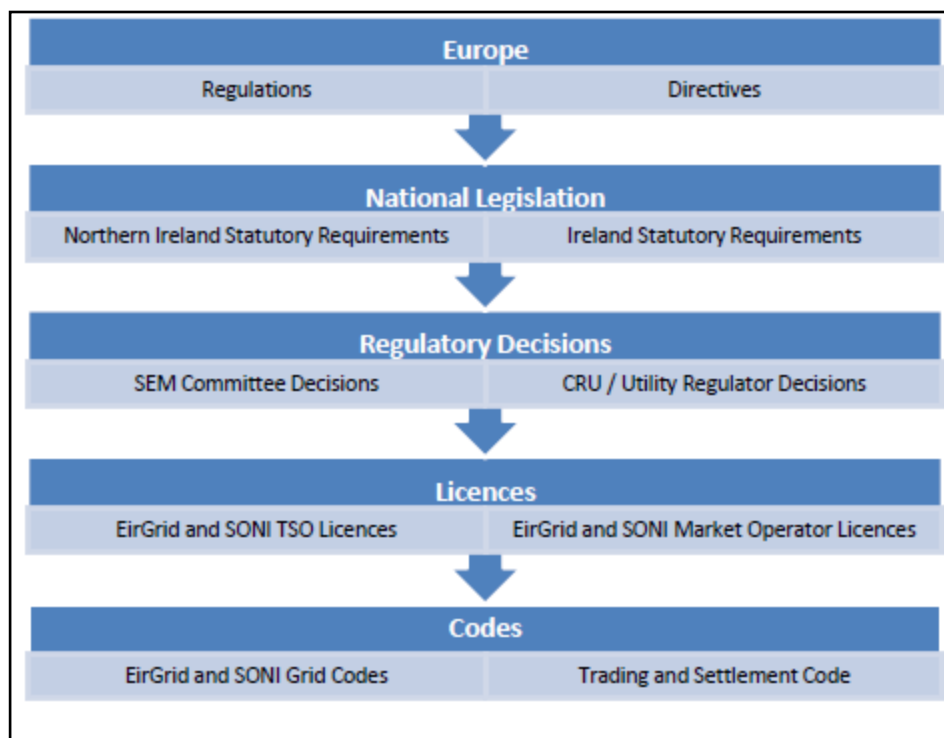 Europe
Regulations
Directives
National Legislation
Northern Ireland Statutory Requirements
Ireland Statutory Requirements
Regulatory Decisions
SEM Committee Decisions
CRU / Utility Regulator Decisions
Licences
EirGrid and SONI TSO Licences
EirGrid and SONI Market Operator Licences
Codes
EirGrid and SONI Grid Codes
Trading and Settlement Code